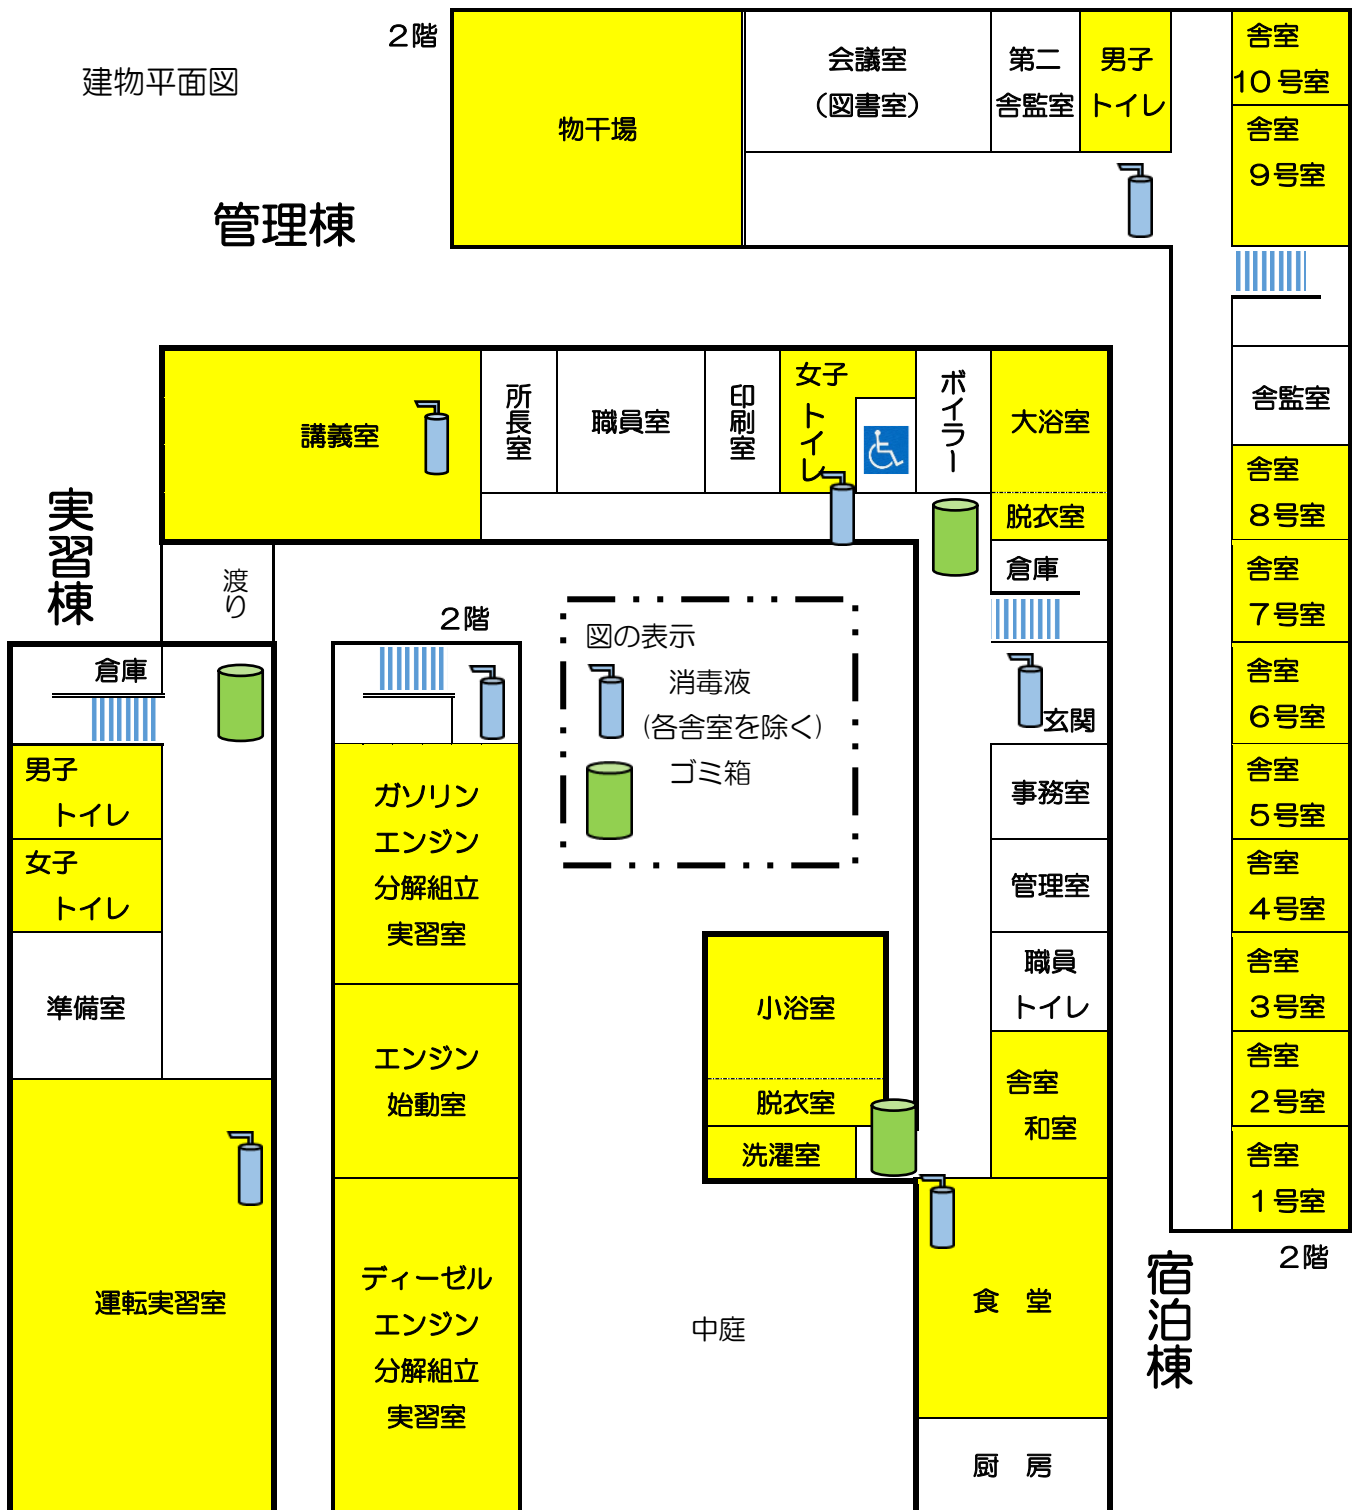 ２階
建物平面図
管理棟
物干場
会議室
（図書室）
第二
舎監室
男子
トイレ
舎室
10号室
舎室
９号室
舎監室
舎室
８号室
舎室
７号室
舎室
６号室
舎室
５号室
舎室
４号室
舎室
３号室
舎室
２号室
舎室
１号室
２階
宿泊棟
講義室
所長室
職員室
印刷室
女子
トイレ
ボイラー
大浴室
脱衣室
倉庫
玄関
事務室
管理室
職員
トイレ
舎室
和室
食　堂
厨　房
実習棟
渡り
倉庫
男子
トイレ
女子
トイレ
準備室
運転実習室
２階
ガソリン
エンジン
分解組立
実習室
エンジン
始動室
ディーゼル
エンジン
分解組立
実習室
図の表示
消毒液
(各舎室を除く)
ゴミ箱
小浴室
脱衣室
洗濯室
中庭